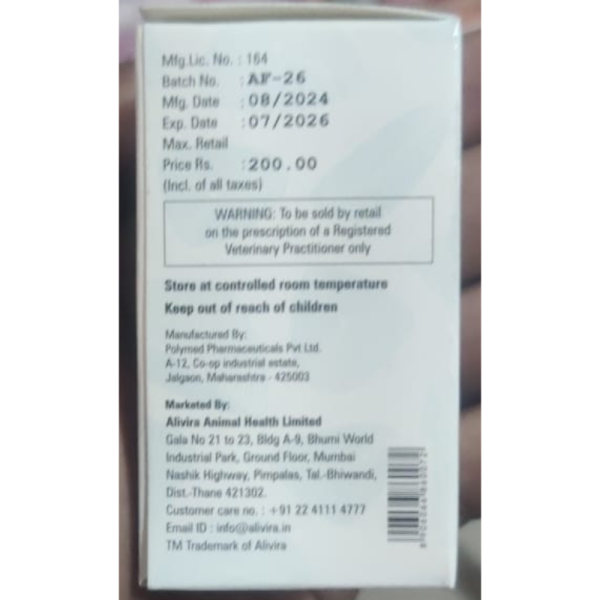 Mfg.Lic. No. : 164
Batch No. : AF-26
Mfg. Date : 08/2024
Exp. Date : 07/2026
Max. Retail
Price Rs. : 200.00
(Incl. of all taxes)
WARNING: To be sold by retail
on the prescription of a Registered
Veterinary Practitioner only
Store at controlled room temperature
Keep out of reach of children
Manufactured By:
Polymed Pharmaceuticals Pvt Ltd.
A-12, Co-op industrial estate,
Jalgaon, Maharashtra - 425003
Marketed By:
Alivira Animal Health Limited
Gala No 21 to 23, Bldg A-9, Bhumi World
Industrial Park, Ground Floor, Mumbai
Nashik Highway, Pimpalas, Tal.-Bhiwandi,
Dist.-Thane 421302.
Customer care no. : +91 22 4111 4777
Email ID : info@alivira.in
TM Trademark of Alivira